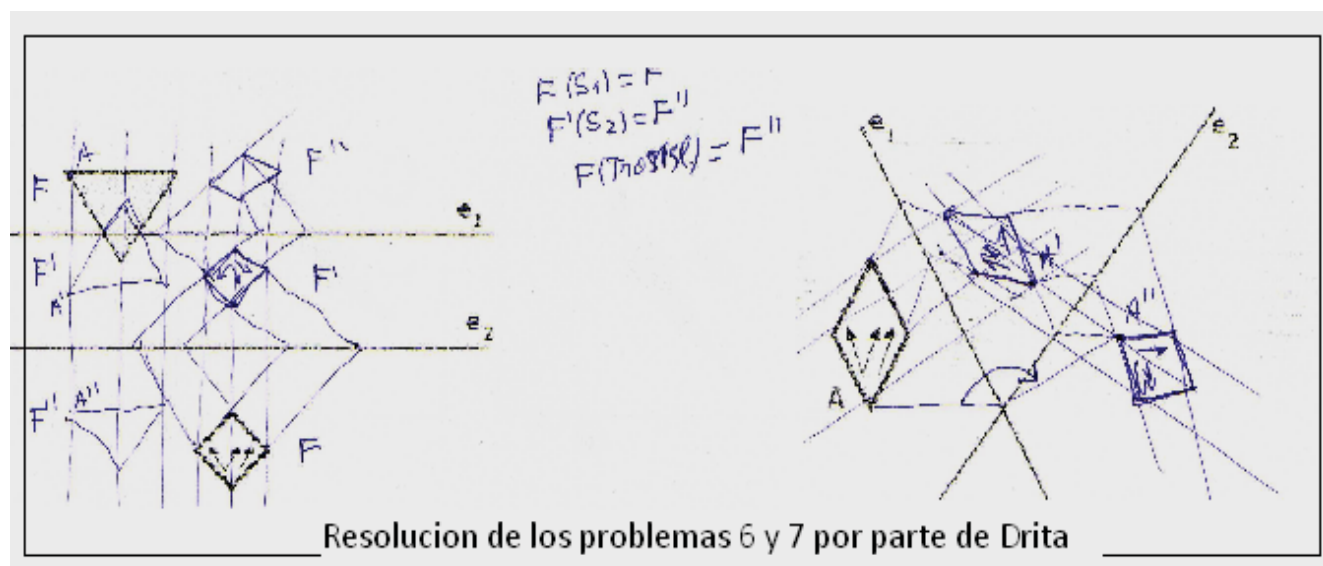 F(S₁) = F
F'(S₂) = F''
F( ) = F''
A
F
F''
e₁
F'
F'
A
e₂
F''
A''
F
e₁
e₂
A''
A
Resolucion de los problemas 6 y 7 por parte de Drita